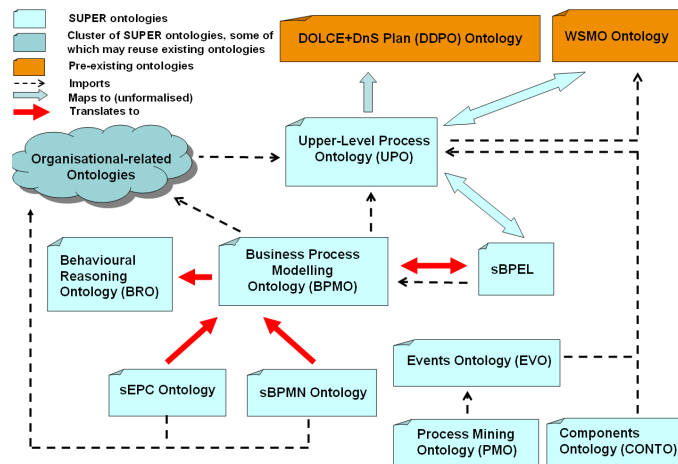 SUPER ontologies
Cluster of SUPER ontologies, some of
which may reuse existing ontologies
Pre-existing ontologies
Imports
Maps to (unformalised)
Translates to
DOLCE+DnS Plan (DDPO) Ontology
WSMO Ontology
Organisational-related
Ontologies
Upper-Level Process
Ontology (UPO)
Behavioural
Reasoning
Ontology (BRO)
Business Process
Modelling
Ontology (BPMO)
sBPEL
sEPC Ontology
sBPMN Ontology
Events Ontology (EVO)
Process Mining
Ontology (PMO)
Components
Ontology (CONTO)